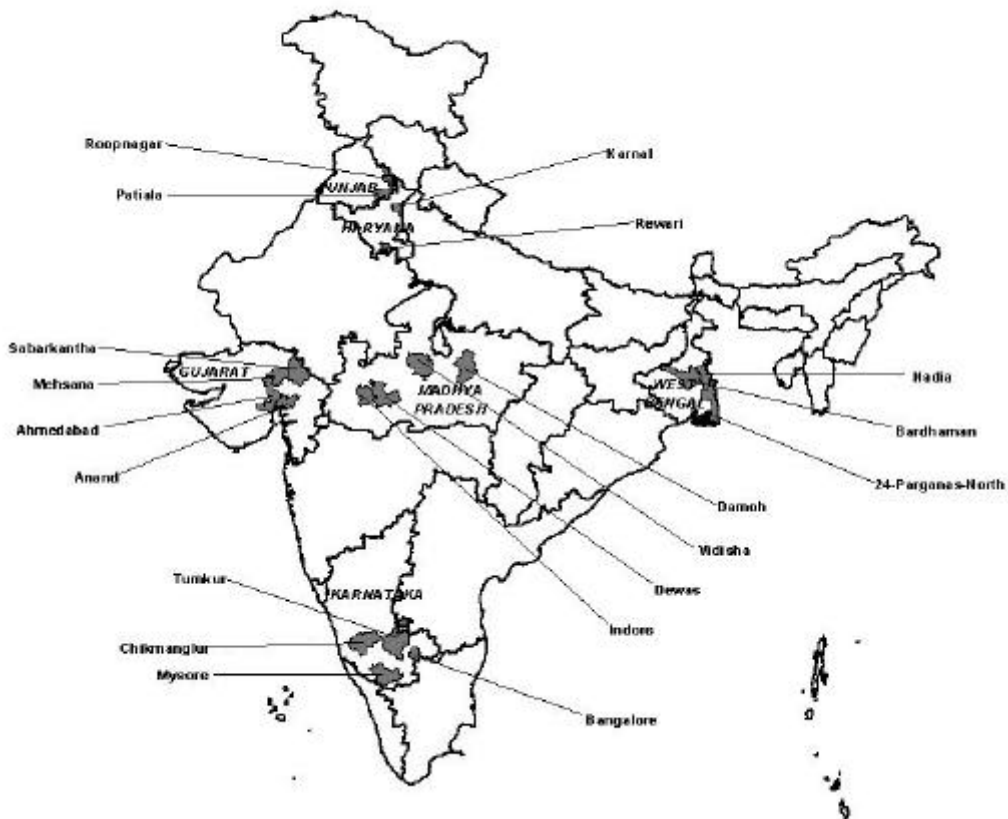 Roopnagar
Karnal
Patiala
PUNJAB
Rewari
HARYANA
Sabarkantha
GUJARAT
Mehsana
Nadia
MADHYA
PRADESH
WEST
BENGAL
Ahmedabad
Bardhaman
Anand
24-Parganas-North
Damoh
Vidisha
Dewas
Tumkur
KARNATAKA
Indore
Chikmanglur
Mysore
Bangalore